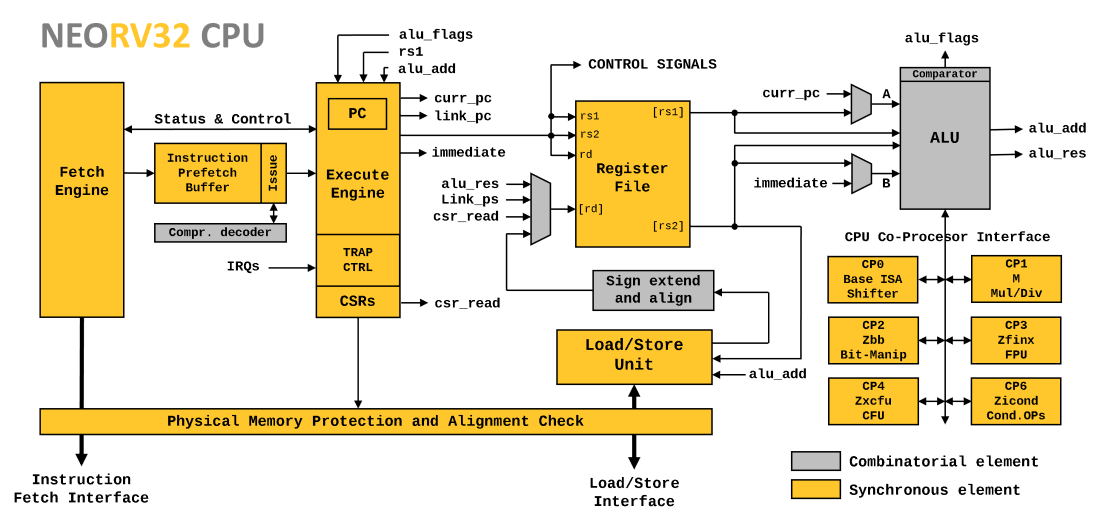 NEORV32 CPU
alu_flags
rs1
alu_add
curr_pc
link_pc
immediate
CONTROL SIGNALS
Status & Control
Fetch
Engine
Instruction
Prefetch
Buffer
Issue
Compr. decoder
PC
Execute
Engine
TRAP
CTRL
CSRs
IRQs
csr_read
alu_res
Link_ps
csr_read
rs1
rs2
rd
[rd]
[rs1]
[rs2]
Register
File
curr_pc
immediate
A
B
alu_flags
Comparator
ALU
alu_add
alu_res
Sign extend
and align
Load/Store
Unit
alu_add
CPU Co-Procesor Interface
CP0
Base ISA
Shifter
CP1
M
Mul/Div
CP2
Zbb
Bit-Manip
CP3
Zfinx
FPU
CP4
Zxcfu
CFU
CP6
Zicond
Cond.OPs
Physical Memory Protection and Alignment Check
Instruction
Fetch Interface
Load/Store
Interface
Combinatorial element
Synchronous element